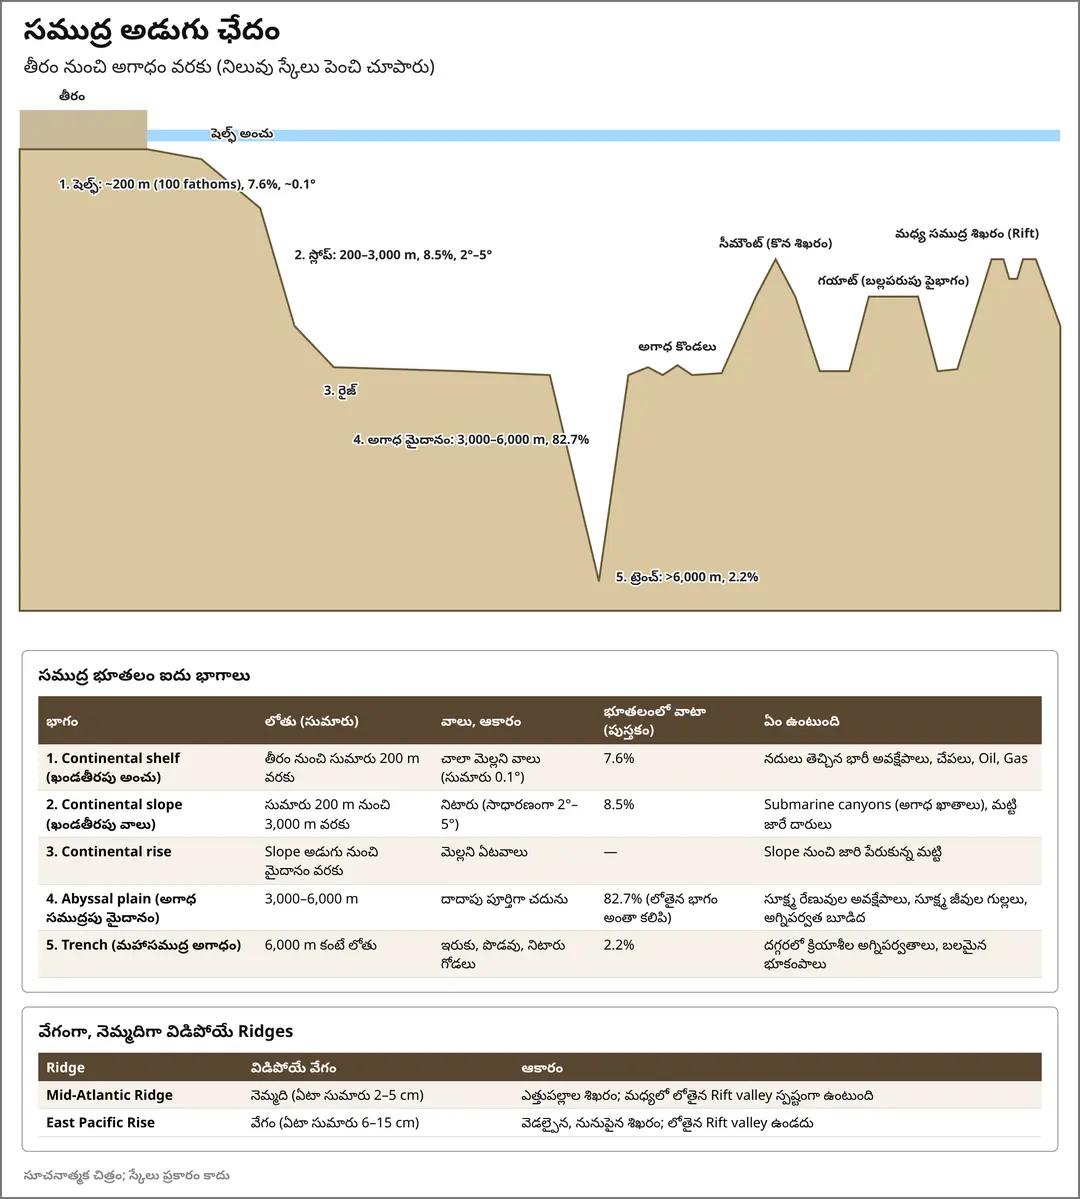 సముద్ర అడుగు ఛేదం
తీరం నుంచి అగాధం వరకు (నిలువు స్కేలు పెంచి చూపారు)
తీరం
షెల్ఫ్ అంచు
1. షెల్ఫ్: ~200 m (100 fathoms), 7.6%, ~0.1°
2. స్లోప్: 200–3,000 m, 8.5%, 2°–5°
మధ్య సముద్ర శిఖరం (Rift)
సీమౌంట్ (కొన శిఖరం)
గయాట్ (బల్లపరుపు పైభాగం)
అగాధ కొండలు
3. రైజ్
4. అగాధ మైదానం: 3,000–6,000 m, 82.7%
5. ట్రెంచ్: >6,000 m, 2.2%
సముద్ర భూతలం ఐదు భాగాలు
భాగం లోతు (సుమారు) వాలు, ఆకారం భూతలంలో వాటా (పుస్తకం) ఏం ఉంటుంది
1. Continental shelf (ఖండతీరపు అంచు) తీరం నుంచి సుమారు 200 m వరకు చాలా మెల్లని వాలు (సుమారు 0.1°) 7.6% నదులు తెచ్చిన భారీ అవక్షేపాలు, చేపలు, Oil, Gas
2. Continental slope (ఖండతీరపు వాలు) సుమారు 200 m నుంచి 3,000 m వరకు నిటారు (సాధారణంగా 2°–5°) 8.5% Submarine canyons (అగాధ ఖాతాలు), మట్టి జారే దారులు
3. Continental rise Slope అడుగు నుంచి మైదానం వరకు మెల్లని ఏటవాలు — Slope నుంచి జారి పేరుకున్న మట్టి
4. Abyssal plain (అగాధ సముద్రపు మైదానం) 3,000–6,000 m దాదాపు పూర్తిగా చదును 82.7% (లోతైన భాగం అంతా కలిపి) సూక్ష్మ రేణువుల అవక్షేపాలు, సూక్ష్మ జీవుల గుల్లలు, అగ్నిపర్వత బూడిద
5. Trench (మహాసముద్ర అగాధం) 6,000 m కంటే లోతు ఇరుకు, పొడవు, నిటారు గోడలు 2.2% దగ్గరలో క్రియాశీల అగ్నిపర్వతాలు, బలమైన భూకంపాలు
వేగంగా, నెమ్మదిగా విడిపోయే Ridges
Ridge విడిపోయే వేగం ఆకారం
Mid-Atlantic Ridge నెమ్మది (ఏటా సుమారు 2–5 cm) ఎత్తుపల్లాల శిఖరం; మధ్యలో లోతైన Rift valley స్పష్టంగా ఉంటుంది
East Pacific Rise వేగం (ఏటా సుమారు 6–15 cm) వెడల్పైన, నునుపైన శిఖరం; లోతైన Rift valley ఉండదు
సూచనాత్మక చిత్రం; స్కేలు ప్రకారం కాదు